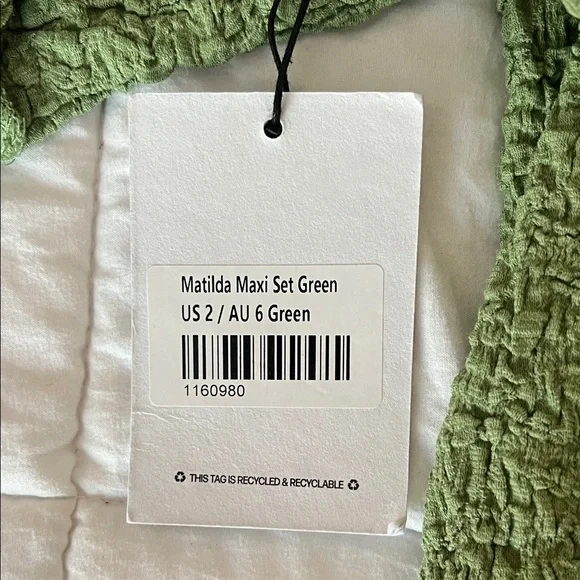 Matilda Maxi Set Green
US 2 / AU 6 Green
1160980
THIS TAG IS RECYCLED & RECYCLABLE